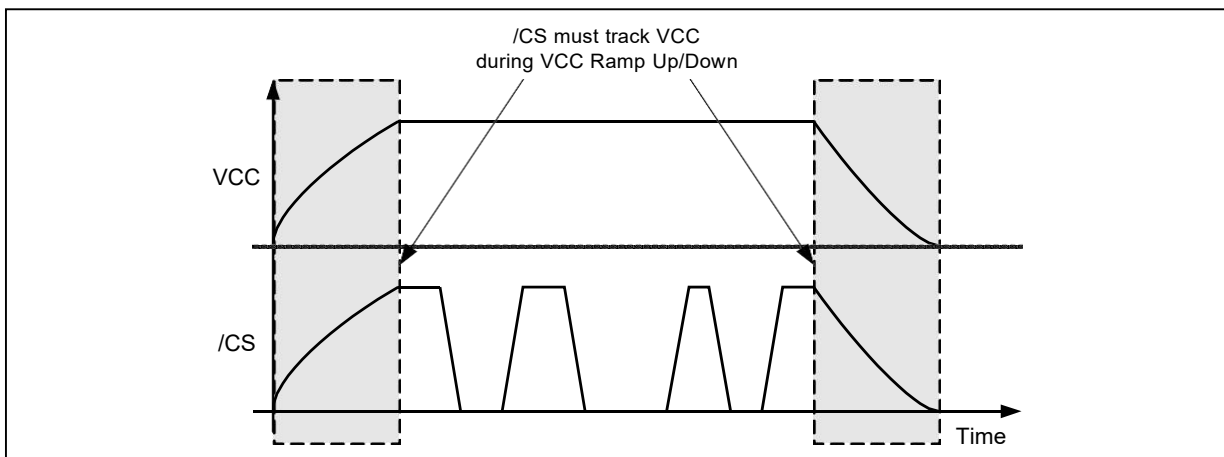 /CS must track VCC
during VCC Ramp Up/Down
VCC
/CS
Time